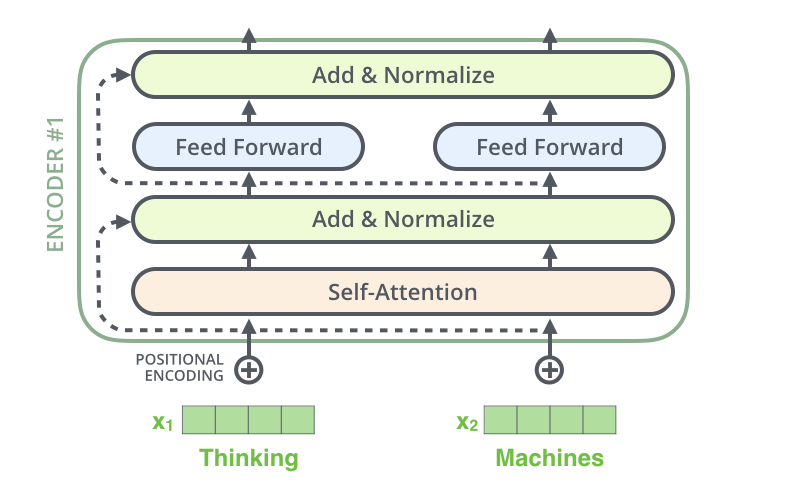 Add & Normalize
Feed Forward
Feed Forward
ENCODER #1
Add & Normalize
Self-Attention
POSITIONAL
ENCODING
x₁
x₂
Thinking
Machines